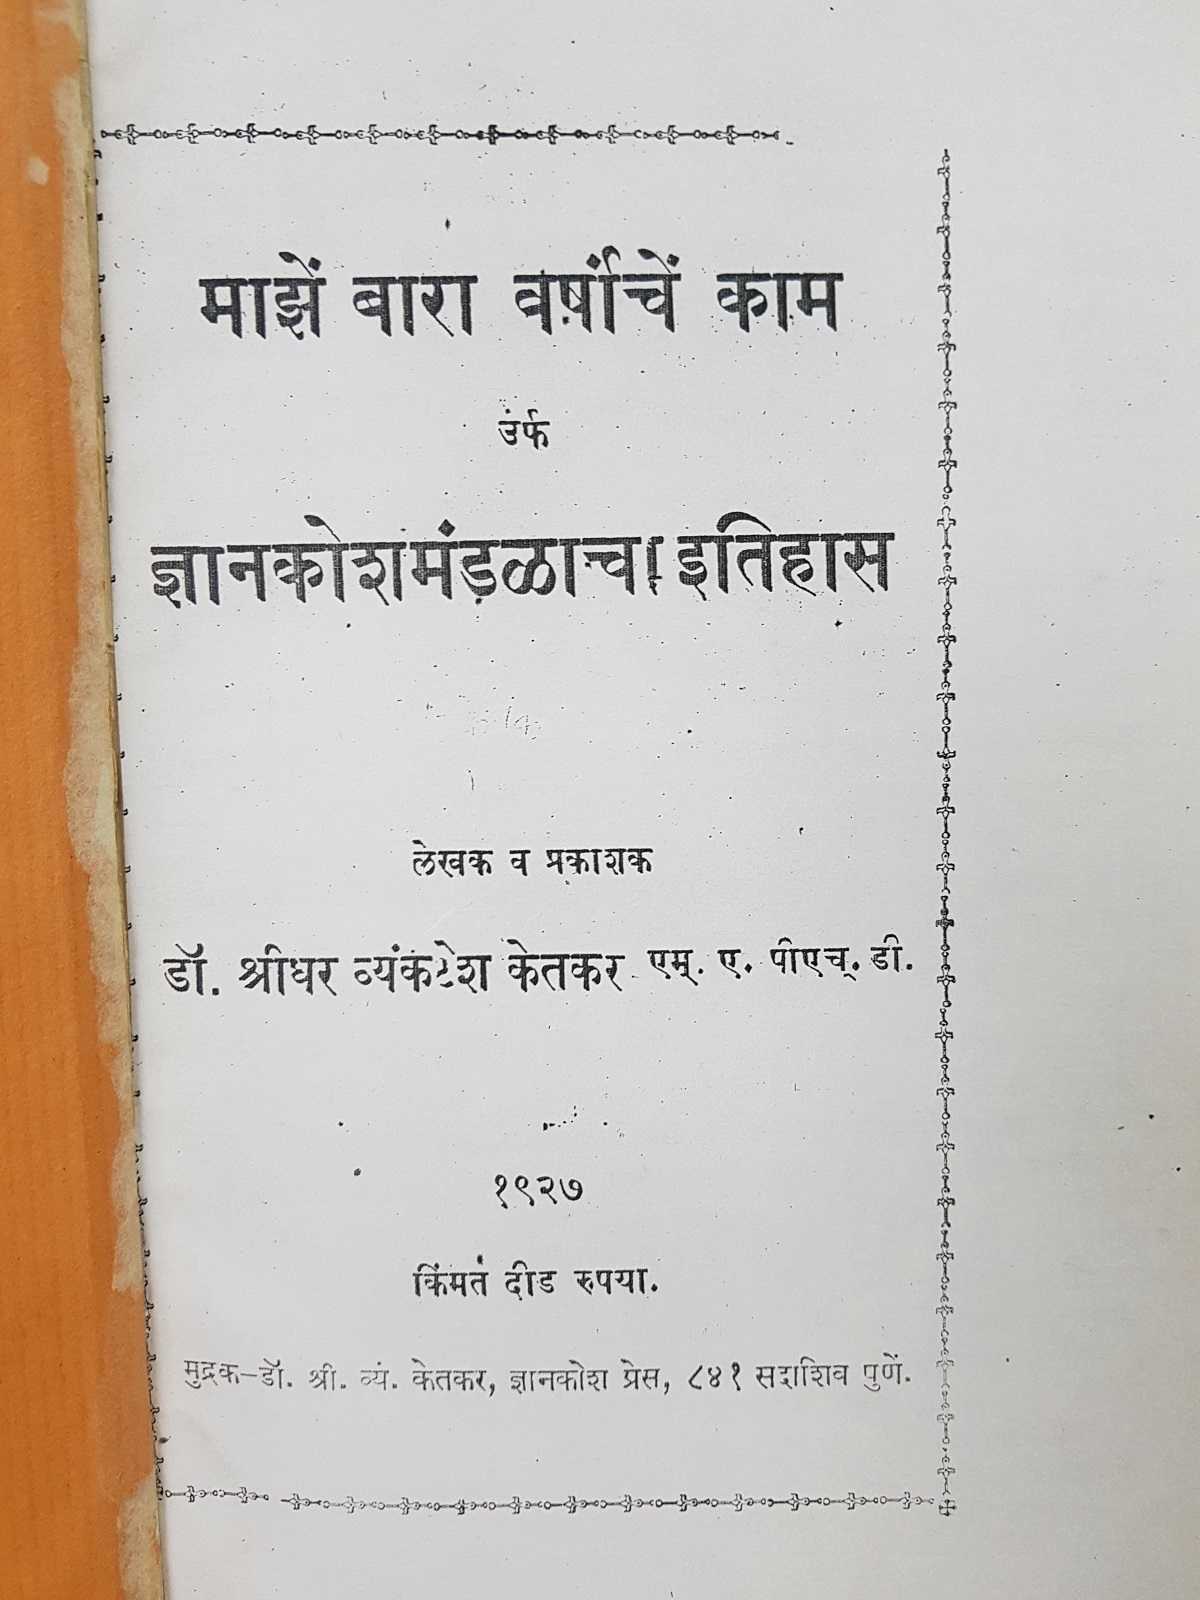 माझें बारा वर्षांचें काम
उर्फ
ज्ञानकोशमंडळाचा इतिहास
लेखक व प्रकाशक
डॉ. श्रीधर व्यंकटेश केतकर एम्. ए. पीएच्. डी.
१९२७
किंमत दीड रुपया.
मुद्रक–डॉ. श्री. व्यं. केतकर, ज्ञानकोश प्रेस, ८४१ सदाशिव पुणें.